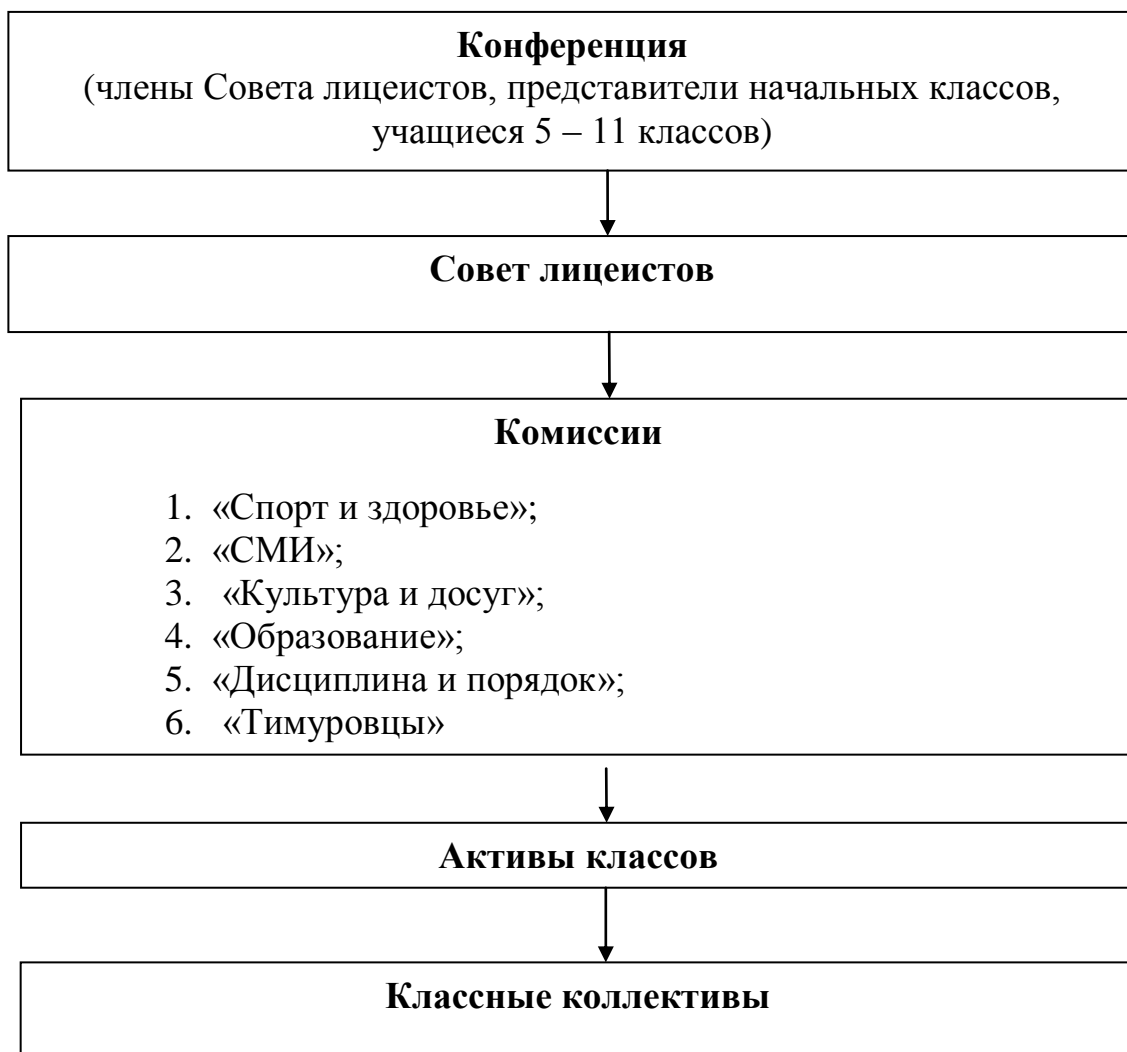 Конференция
(члены Совета лицеистов, представители начальных классов,
учащиеся 5 – 11 классов)
Совет лицеистов
Комиссии
1. «Спорт и здоровье»;
2. «СМИ»;
3. «Культура и досуг»;
4. «Образование»;
5. «Дисциплина и порядок»;
6. «Тимуровцы»
Активы классов
Классные коллективы